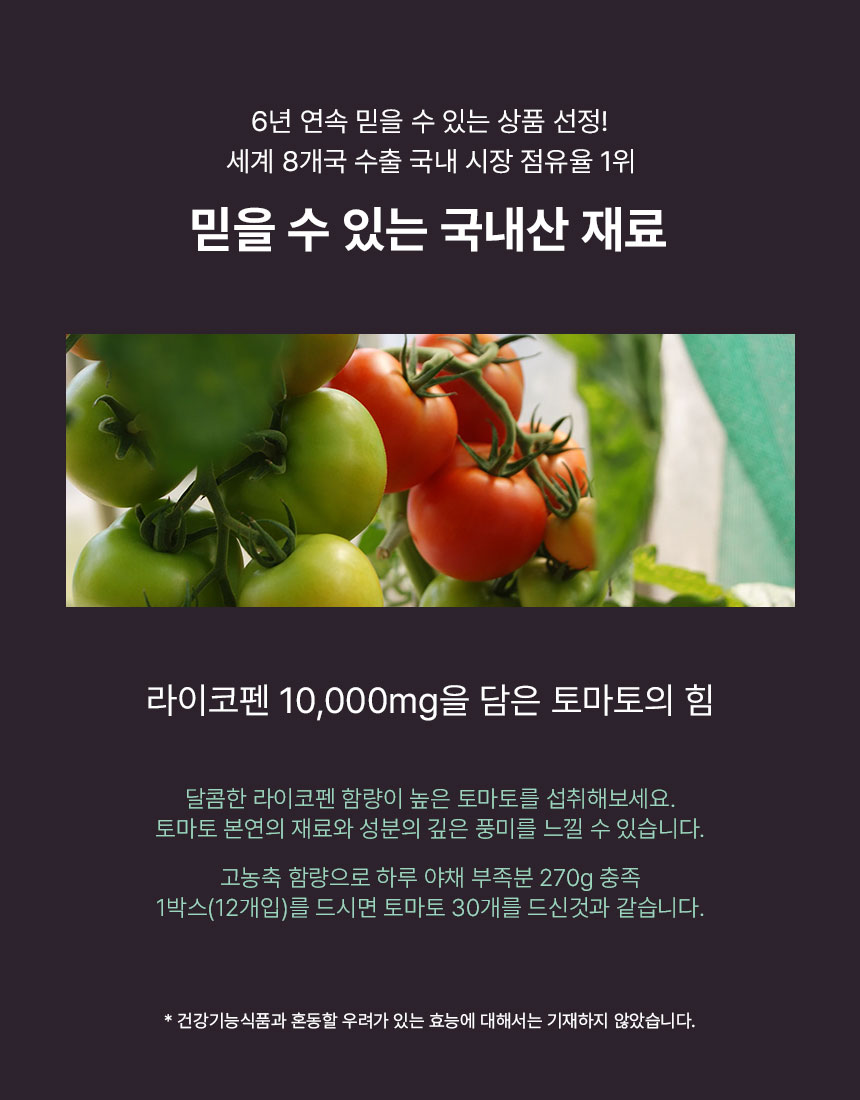 6년 연속 믿을 수 있는 상품 선정!
세계 8개국 수출 국내 시장 점유율 1위
믿을 수 있는 국내산 재료
라이코펜 10,000mg을 담은 토마토의 힘
달콤한 라이코펜 함량이 높은 토마토를 섭취해보세요.
토마토 본연의 재료와 성분의 깊은 풍미를 느낄 수 있습니다.
고농축 함량으로 하루 야채 부족분 270g 충족
1박스(12개입)를 드시면 토마토 30개를 드신것과 같습니다.
* 건강기능식품과 혼동할 우려가 있는 효능에 대해서는 기재하지 않았습니다.